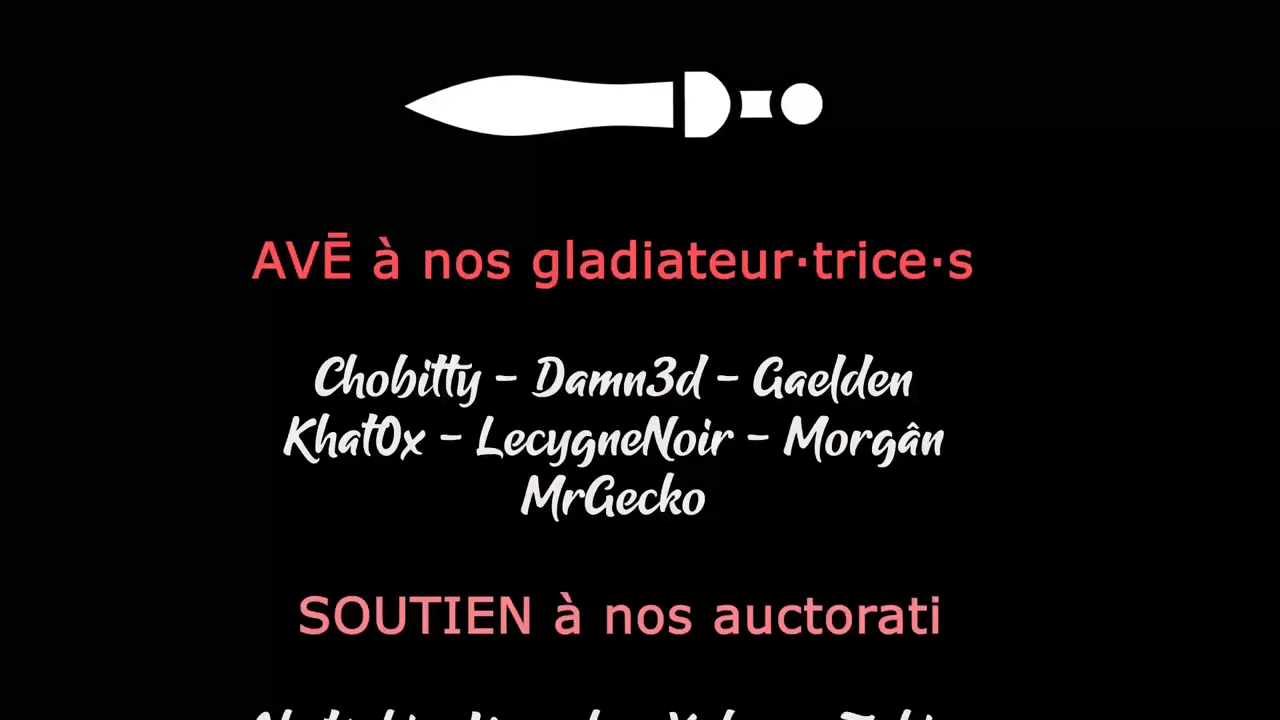 AVĒ à nos gladiateur·trice·s
Chobitty - Damn3d - Gaelden
Khat0x - LecygneNoir - Morgân
MrGecko
SOUTIEN à nos auctorati